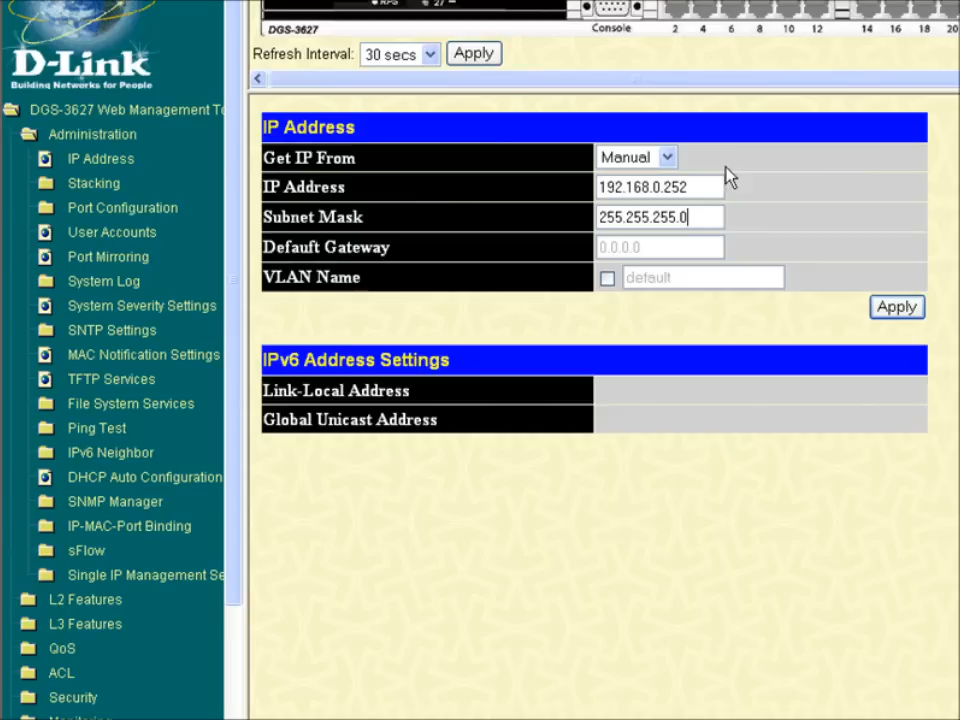 RPS 27
DGS-3627
Console 2 4 6 8 10 12 14 16 18 20
D-Link
Building Networks for People
Refresh Interval: 30 secs Apply
DGS-3627 Web Management To
Administration
IP Address
Stacking
Port Configuration
User Accounts
Port Mirroring
System Log
System Severity Settings
SNTP Settings
MAC Notification Settings
TFTP Services
File System Services
Ping Test
IPv6 Neighbor
DHCP Auto Configuration
SNMP Manager
IP-MAC-Port Binding
sFlow
Single IP Management Se
L2 Features
L3 Features
QoS
ACL
Security
Monitoring
IP Address
Get IP From Manual
IP Address 192.168.0.252
Subnet Mask 255.255.255.0
Default Gateway 0.0.0.0
VLAN Name default
Apply
IPv6 Address Settings
Link-Local Address
Global Unicast Address